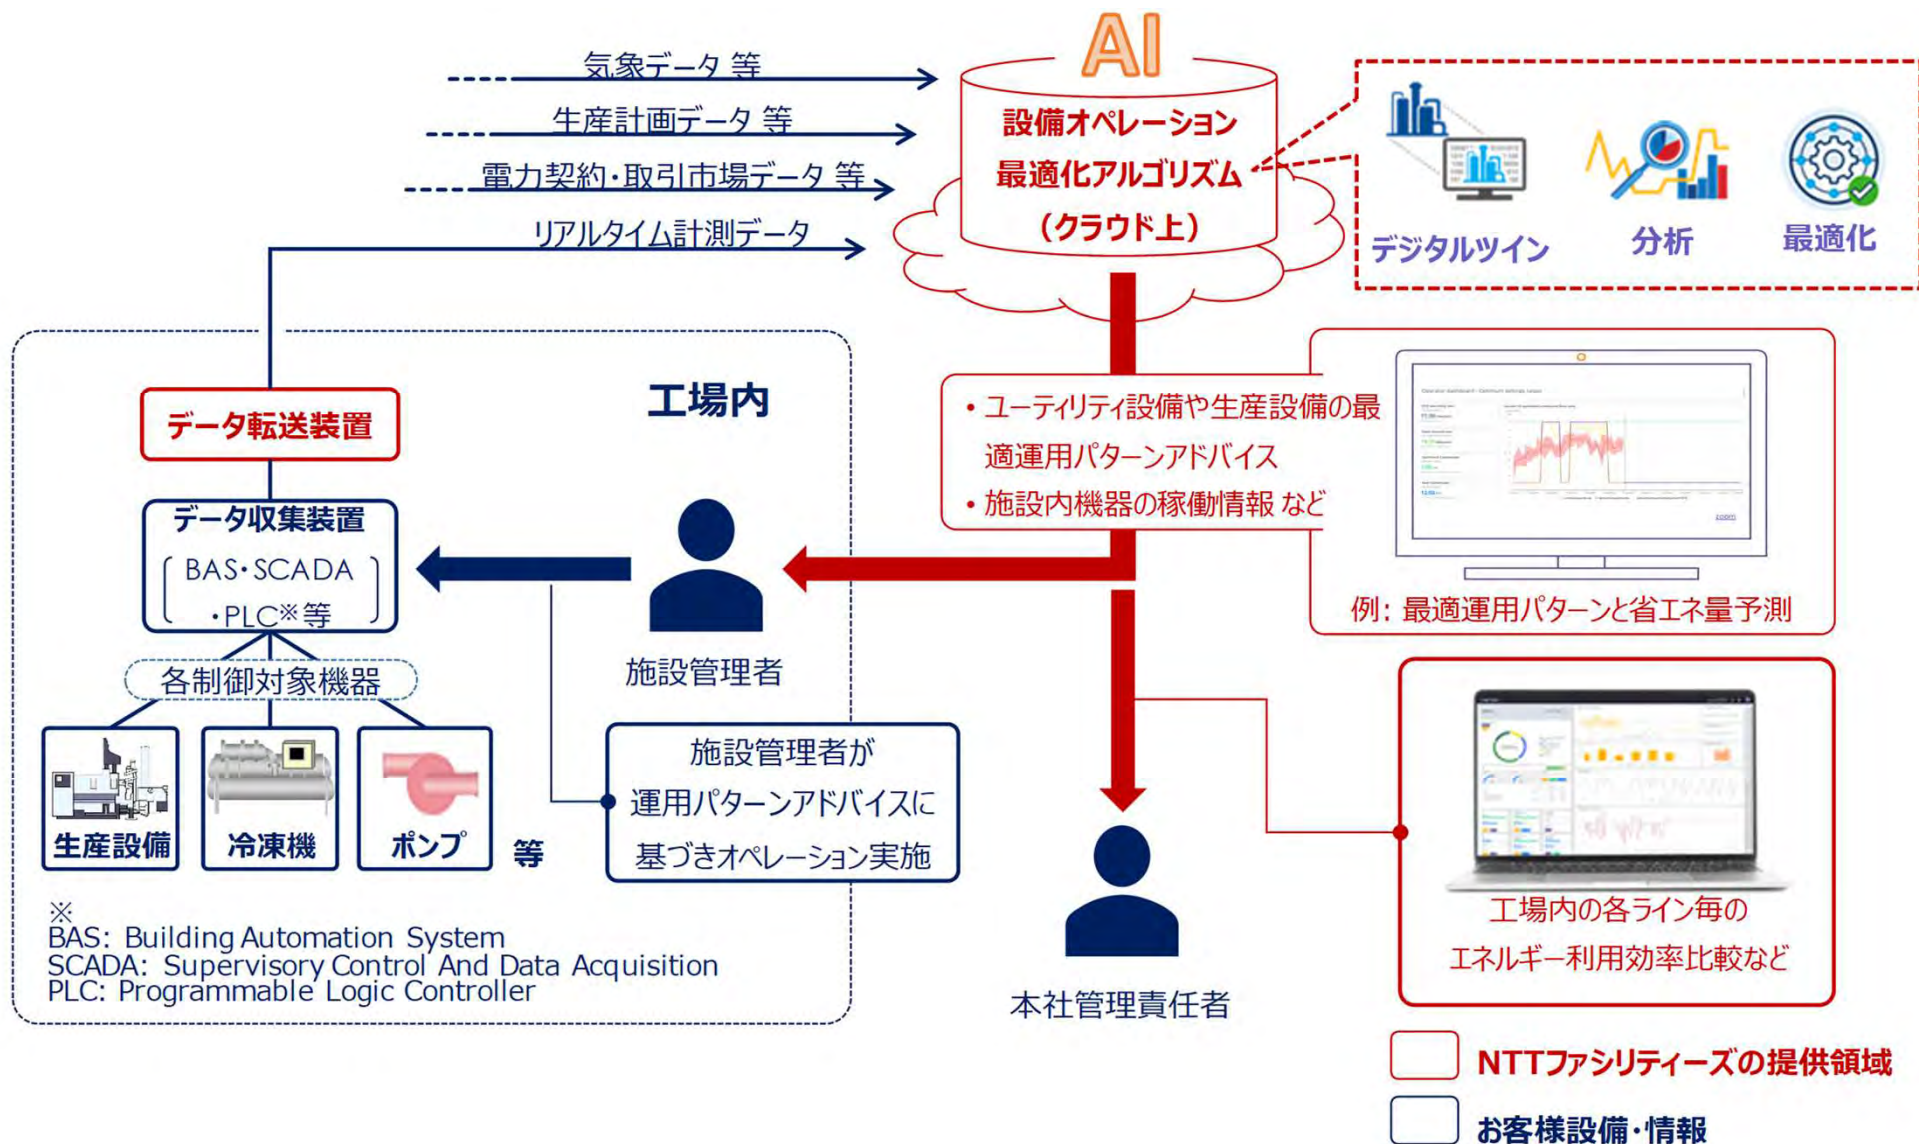 AI
気象データ 等
生産計画データ 等
電力契約・取引市場データ 等
リアルタイム計測データ
設備オペレーション
最適化アルゴリズム
（クラウド上）
デジタルツイン
分析
最適化
工場内
データ転送装置
データ収集装置
BAS・SCADA
・PLC※等
各制御対象機器
生産設備
冷凍機
ポンプ
等
施設管理者
施設管理者が
運用パターンアドバイスに
基づきオペレーション実施
※
BAS: Building Automation System
SCADA: Supervisory Control And Data Acquisition
PLC: Programmable Logic Controller
・ユーティリティ設備や生産設備の最
適運用パターンアドバイス
・施設内機器の稼働情報 など
zoom
例: 最適運用パターンと省エネ量予測
本社管理責任者
工場内の各ライン毎の
エネルギー利用効率比較など
NTTファシリティーズの提供領域
お客様設備・情報